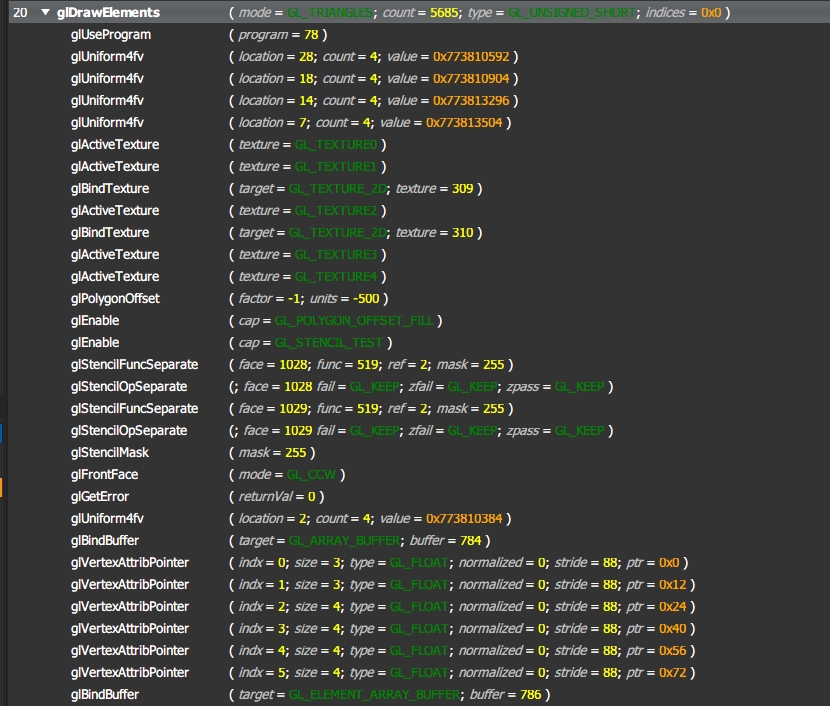 20 ▼ glDrawElements ( mode = GL_TRIANGLES; count = 5685; type = GL_UNSIGNED_SHORT; indices = 0x0 )
glUseProgram ( program = 78 )
glUniform4fv ( location = 28; count = 4; value = 0x773810592 )
glUniform4fv ( location = 18; count = 4; value = 0x773810904 )
glUniform4fv ( location = 14; count = 4; value = 0x773813296 )
glUniform4fv ( location = 7; count = 4; value = 0x773813504 )
glActiveTexture ( texture = GL_TEXTURE0 )
glActiveTexture ( texture = GL_TEXTURE1 )
glBindTexture ( target = GL_TEXTURE_2D; texture = 309 )
glActiveTexture ( texture = GL_TEXTURE2 )
glBindTexture ( target = GL_TEXTURE_2D; texture = 310 )
glActiveTexture ( texture = GL_TEXTURE3 )
glActiveTexture ( texture = GL_TEXTURE4 )
glPolygonOffset ( factor = -1; units = -500 )
glEnable ( cap = GL_POLYGON_OFFSET_FILL )
glEnable ( cap = GL_STENCIL_TEST )
glStencilFuncSeparate ( face = 1028; func = 519; ref = 2; mask = 255 )
glStencilOpSeparate (; face = 1028 fail = GL_KEEP; zfail = GL_KEEP; zpass = GL_KEEP )
glStencilFuncSeparate ( face = 1029; func = 519; ref = 2; mask = 255 )
glStencilOpSeparate (; face = 1029 fail = GL_KEEP; zfail = GL_KEEP; zpass = GL_KEEP )
glStencilMask ( mask = 255 )
glFrontFace ( mode = GL_CCW )
glGetError ( returnVal = 0 )
glUniform4fv ( location = 2; count = 4; value = 0x773810384 )
glBindBuffer ( target = GL_ARRAY_BUFFER; buffer = 784 )
glVertexAttribPointer ( indx = 0; size = 3; type = GL_FLOAT; normalized = 0; stride = 88; ptr = 0x0 )
glVertexAttribPointer ( indx = 1; size = 3; type = GL_FLOAT; normalized = 0; stride = 88; ptr = 0x12 )
glVertexAttribPointer ( indx = 2; size = 4; type = GL_FLOAT; normalized = 0; stride = 88; ptr = 0x24 )
glVertexAttribPointer ( indx = 3; size = 4; type = GL_FLOAT; normalized = 0; stride = 88; ptr = 0x40 )
glVertexAttribPointer ( indx = 4; size = 4; type = GL_FLOAT; normalized = 0; stride = 88; ptr = 0x56 )
glVertexAttribPointer ( indx = 5; size = 4; type = GL_FLOAT; normalized = 0; stride = 88; ptr = 0x72 )
glBindBuffer ( target = GL_ELEMENT_ARRAY_BUFFER; buffer = 786 )